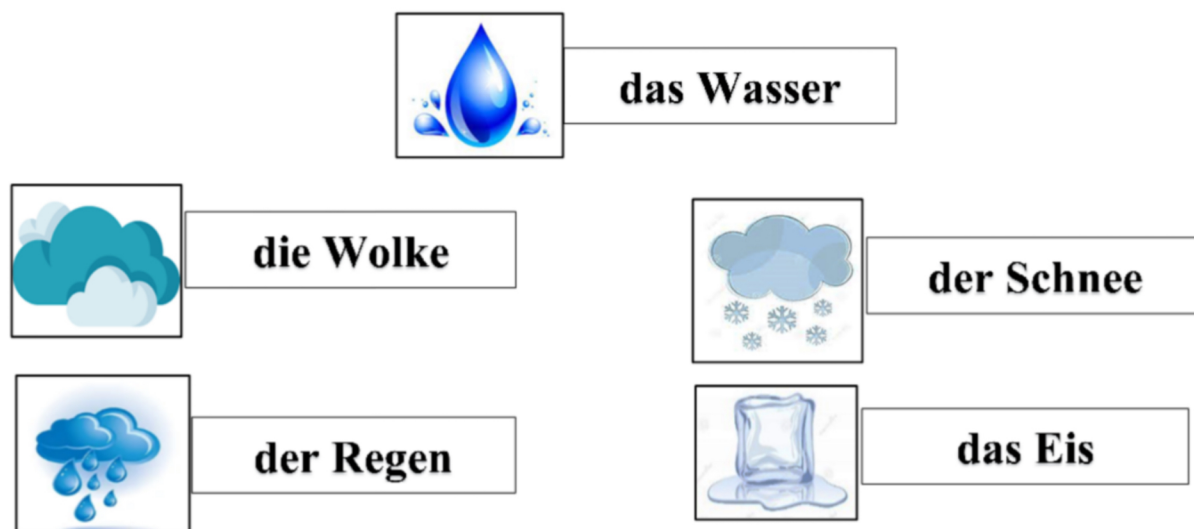 das Wasser
die Wolke
der Schnee
der Regen
das Eis